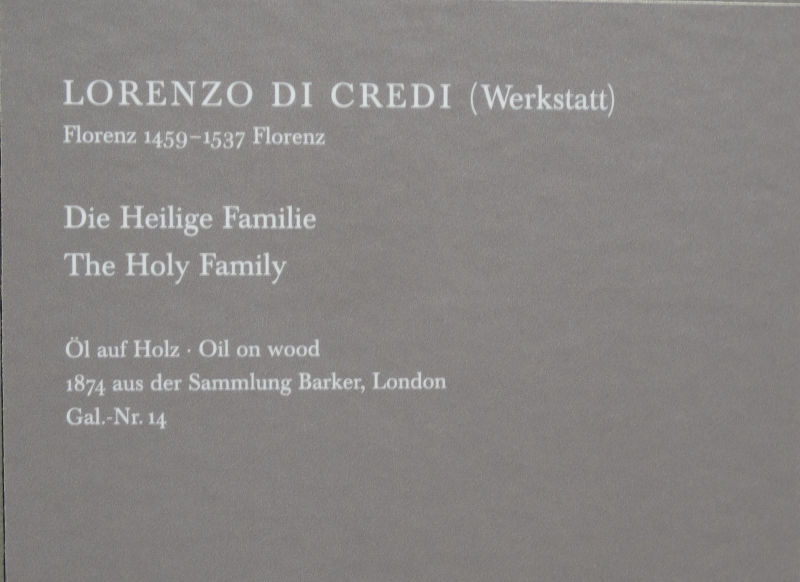 LORENZO DI CREDI (Werkstatt)
Florenz 1459–1537 Florenz
Die Heilige Familie
The Holy Family
Öl auf Holz · Oil on wood
1874 aus der Sammlung Barker, London
Gal.-Nr. 14